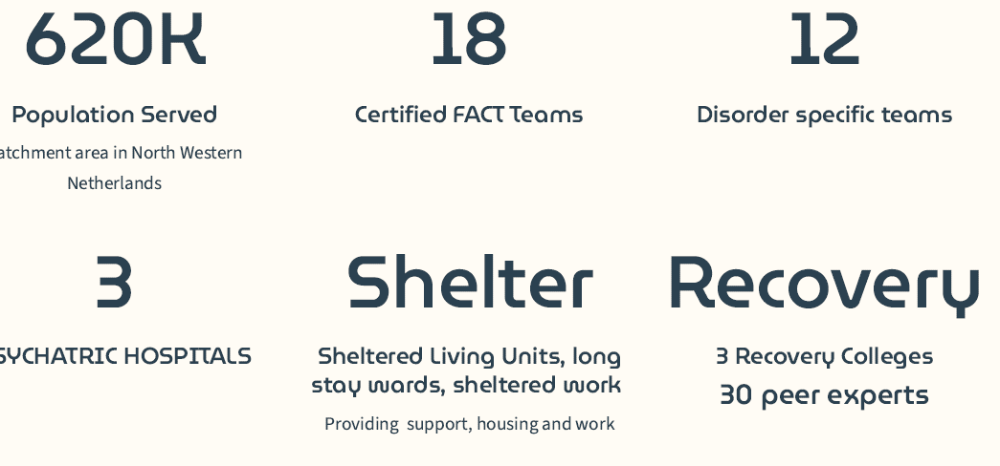 620K
18
12
Population Served
Certified FACT Teams
Disorder specific teams
area in North Western
Netherlands
3
Shelter
Recovery
HOSPITALS
Sheltered Living Units, long
stay wards, sheltered work
3 Recovery Colleges
30 peer experts
Providing support, housing and work